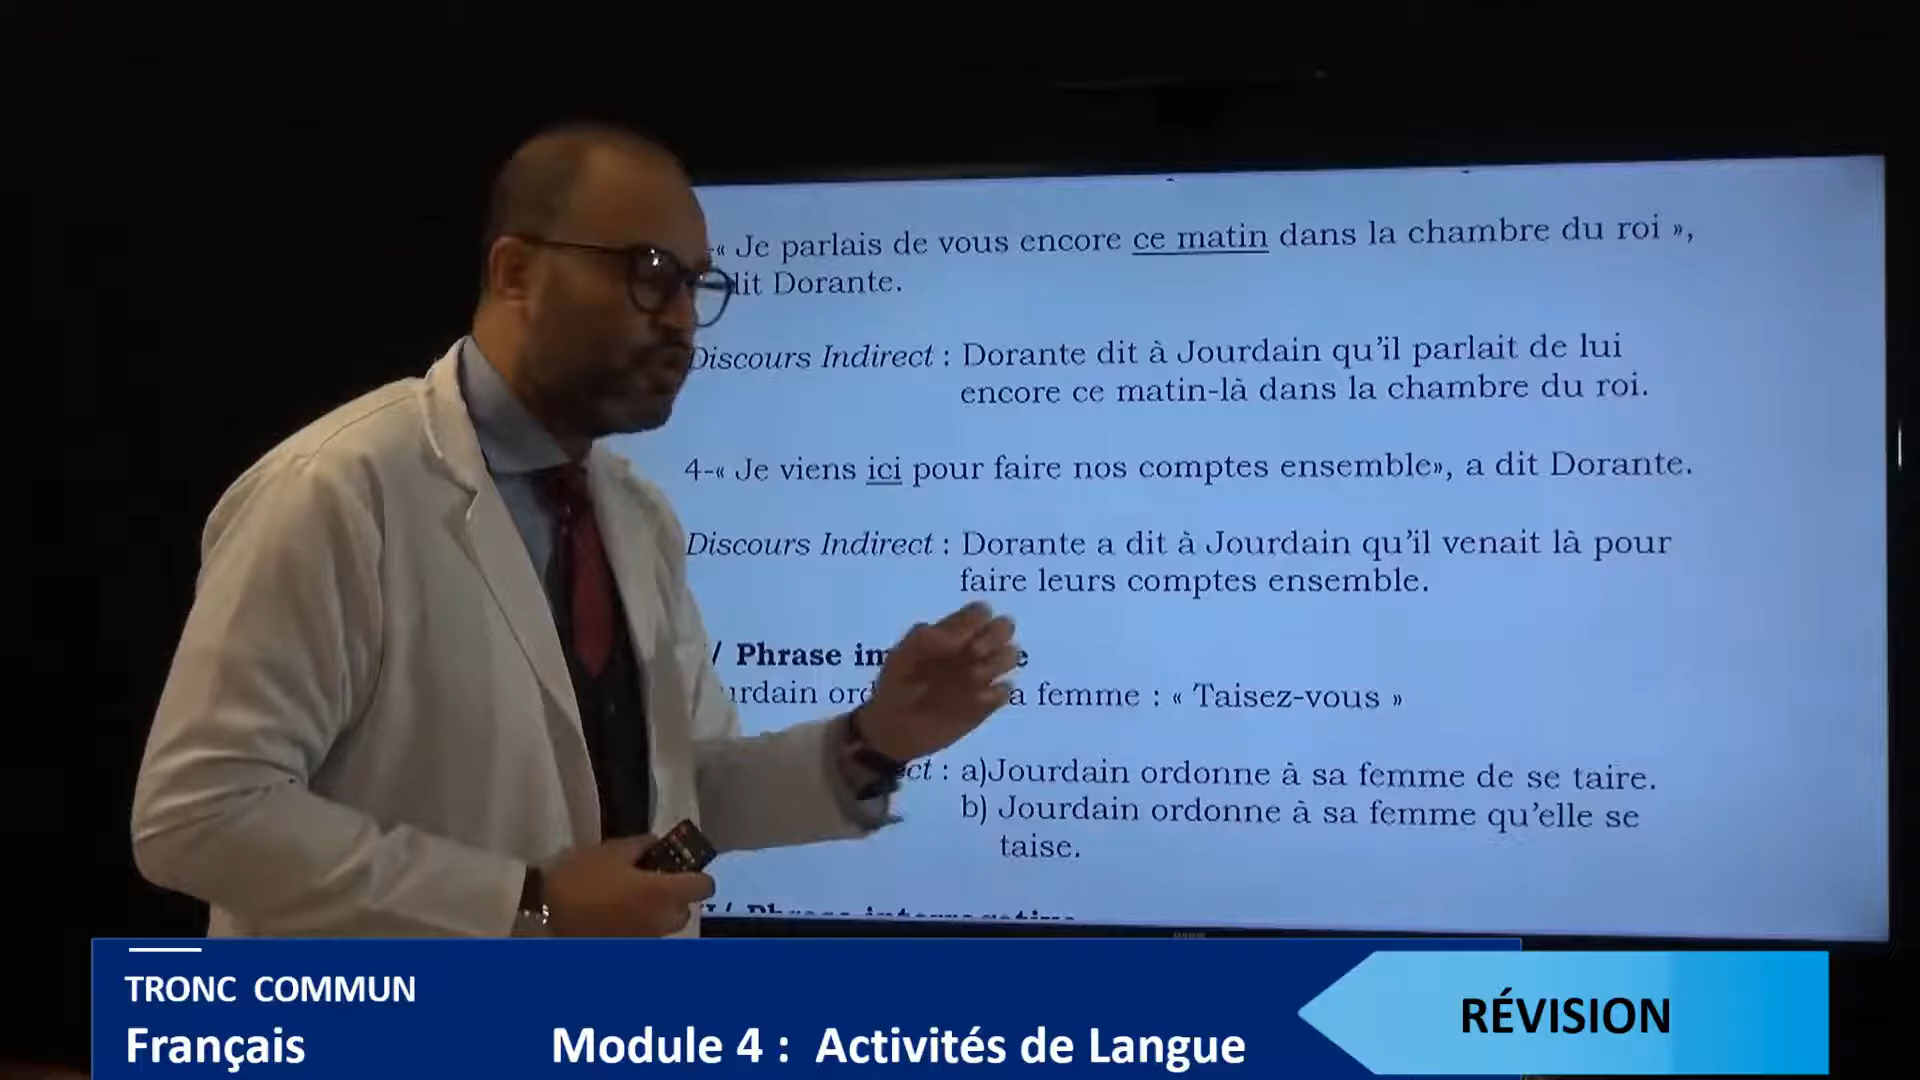 « Je parlais de vous encore ce matin dans la chambre du roi »,
dit Dorante.
Discours Indirect : Dorante dit à Jourdain qu'il parlait de lui
encore ce matin-là dans la chambre du roi.
4-« Je viens ici pour faire nos comptes ensemble», a dit Dorante.
Discours Indirect : Dorante a dit à Jourdain qu'il venait là pour
faire leurs comptes ensemble.
/ Phrase
femme : « Taisez-vous »
: a)Jourdain ordonne à sa femme de se taire.
b) Jourdain ordonne à sa femme qu'elle se
taise.
TRONC COMMUN
Français Module 4 : Activités de Langue
RÉVISION